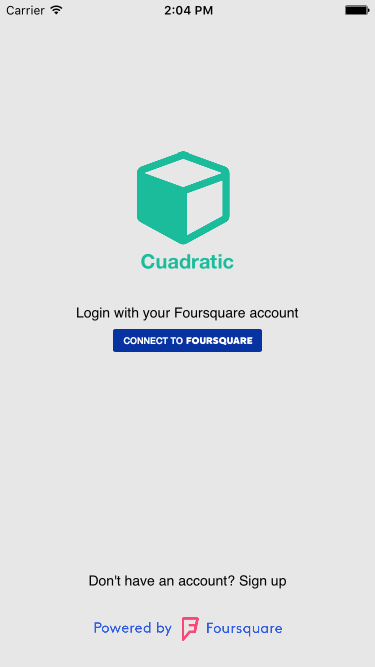 Carrier 2:04 PM
Cuadratic
Login with your Foursquare account
CONNECT TO FOURSQUARE
Don't have an account? Sign up
Powered by Foursquare